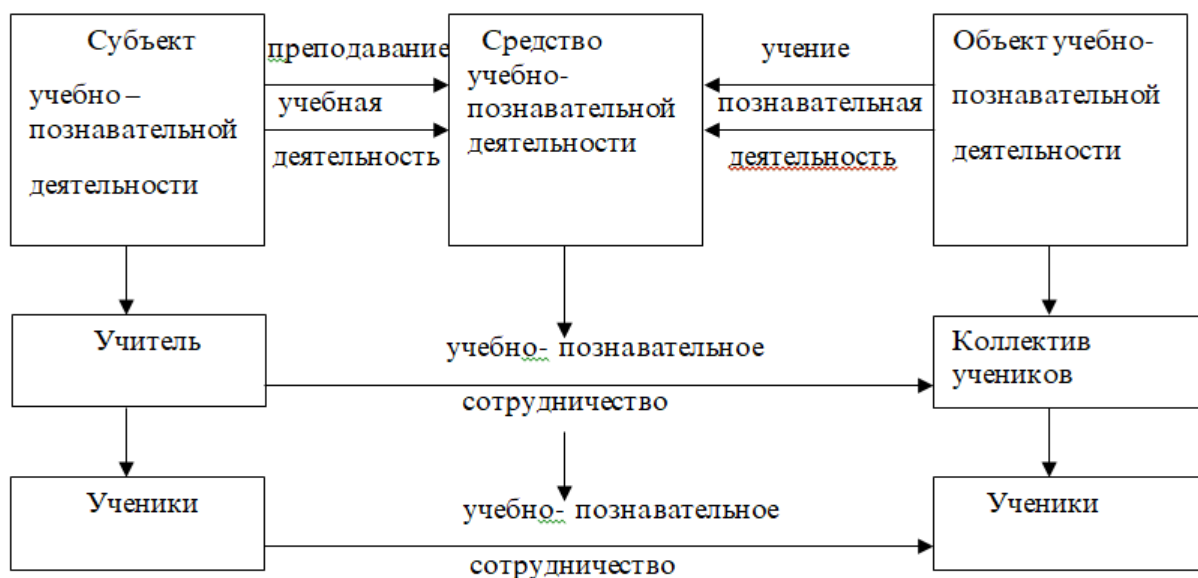 Субъект
учебно –
познавательной
деятельности
преподавание
учебная
деятельность
Средство
учебно-
познавательной
деятельности
учение
познавательная
деятельность
Объект учебно-
познавательной
деятельности
Учитель
учебно- познавательное
сотрудничество
Коллектив
учеников
Ученики
учебно- познавательное
сотрудничество
Ученики